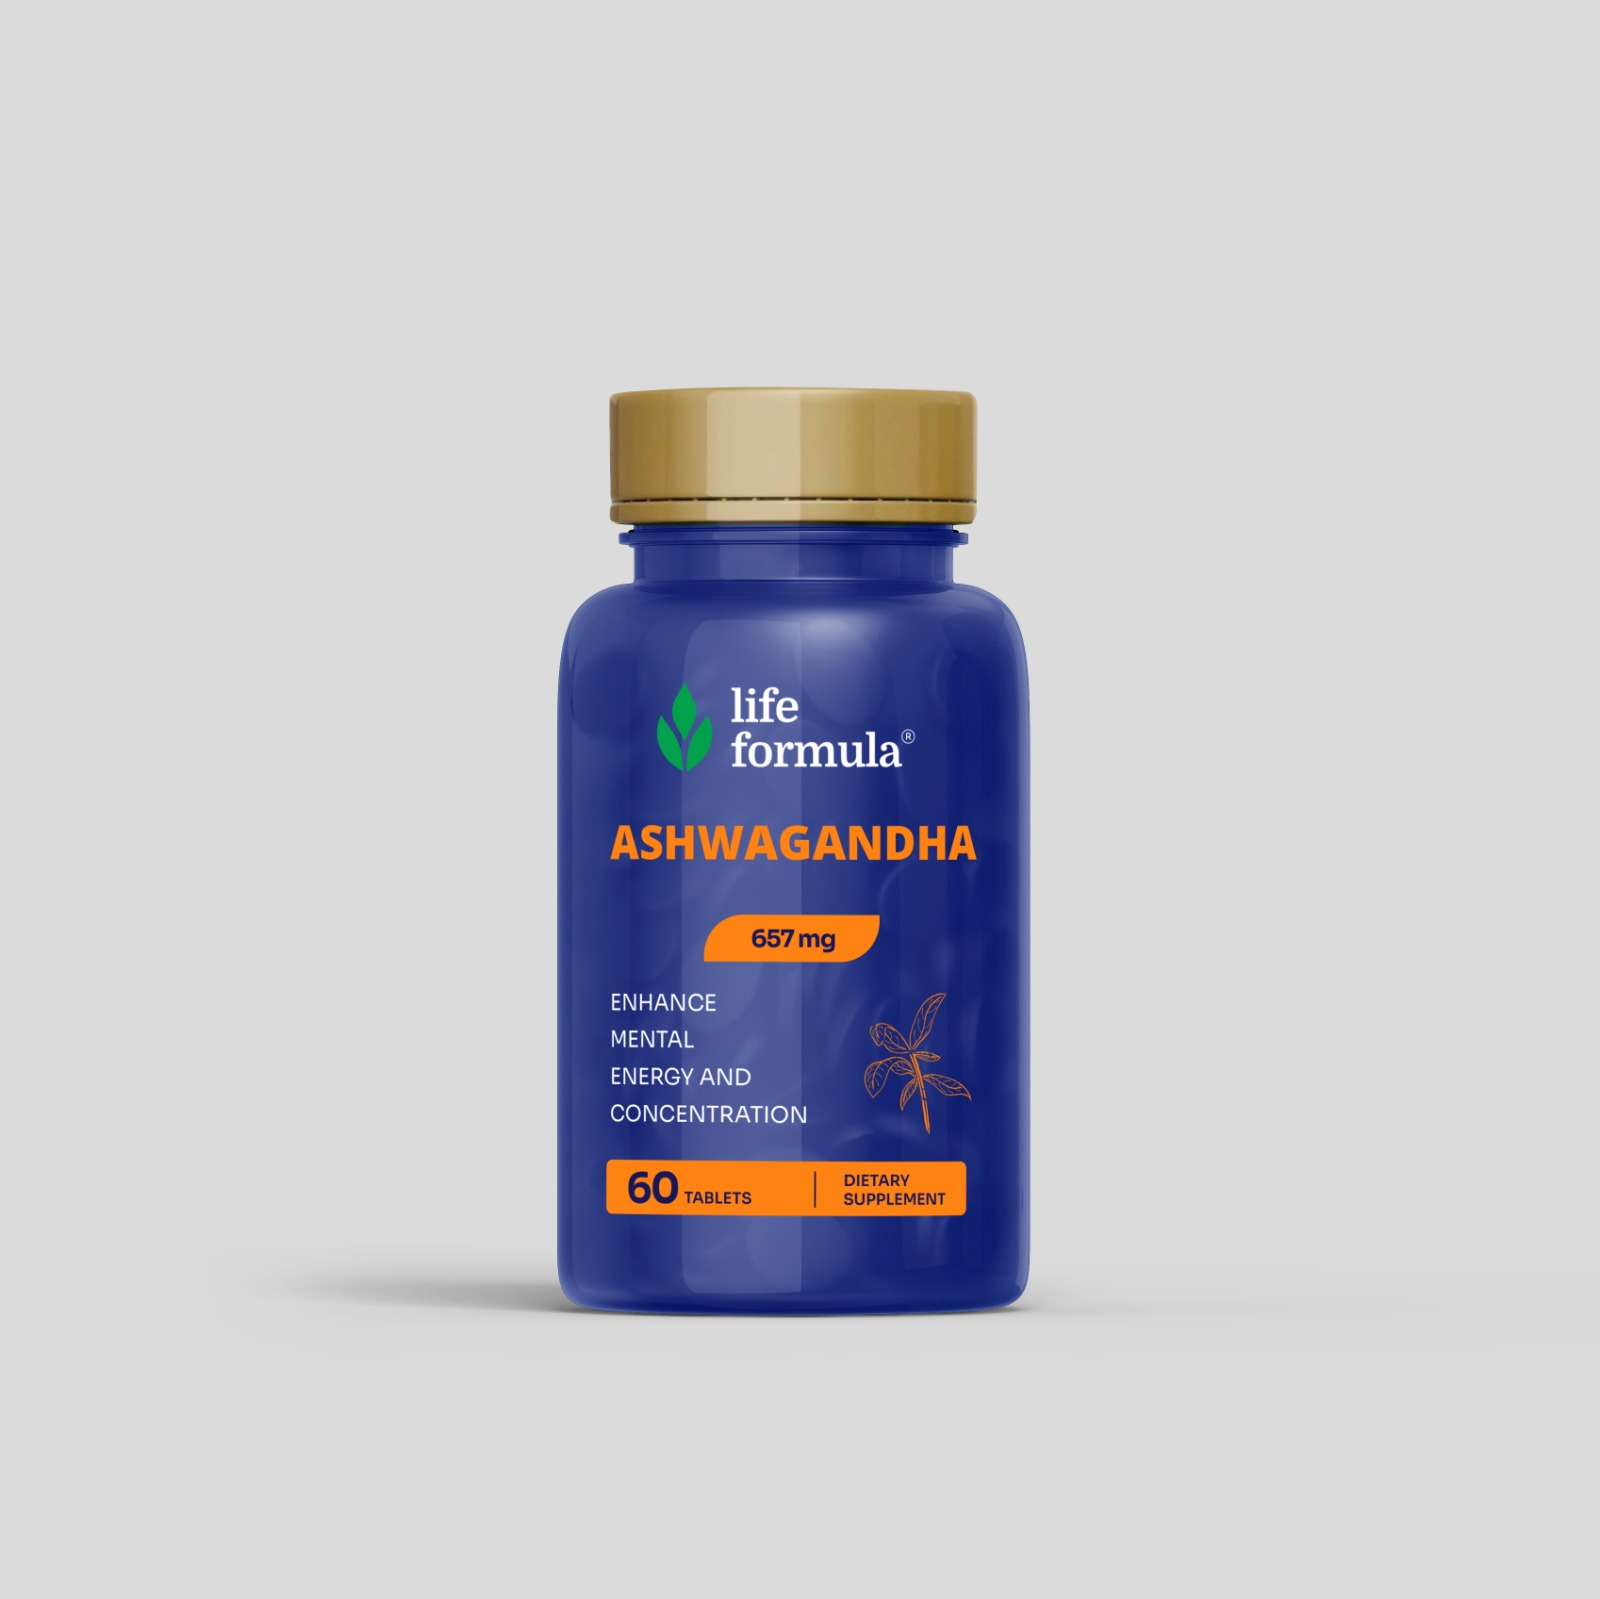 life
formula®
ASHWAGANDHA
657 mg
ENHANCE
MENTAL
ENERGY AND
CONCENTRATION
60 TABLETS
DIETARY
SUPPLEMENT